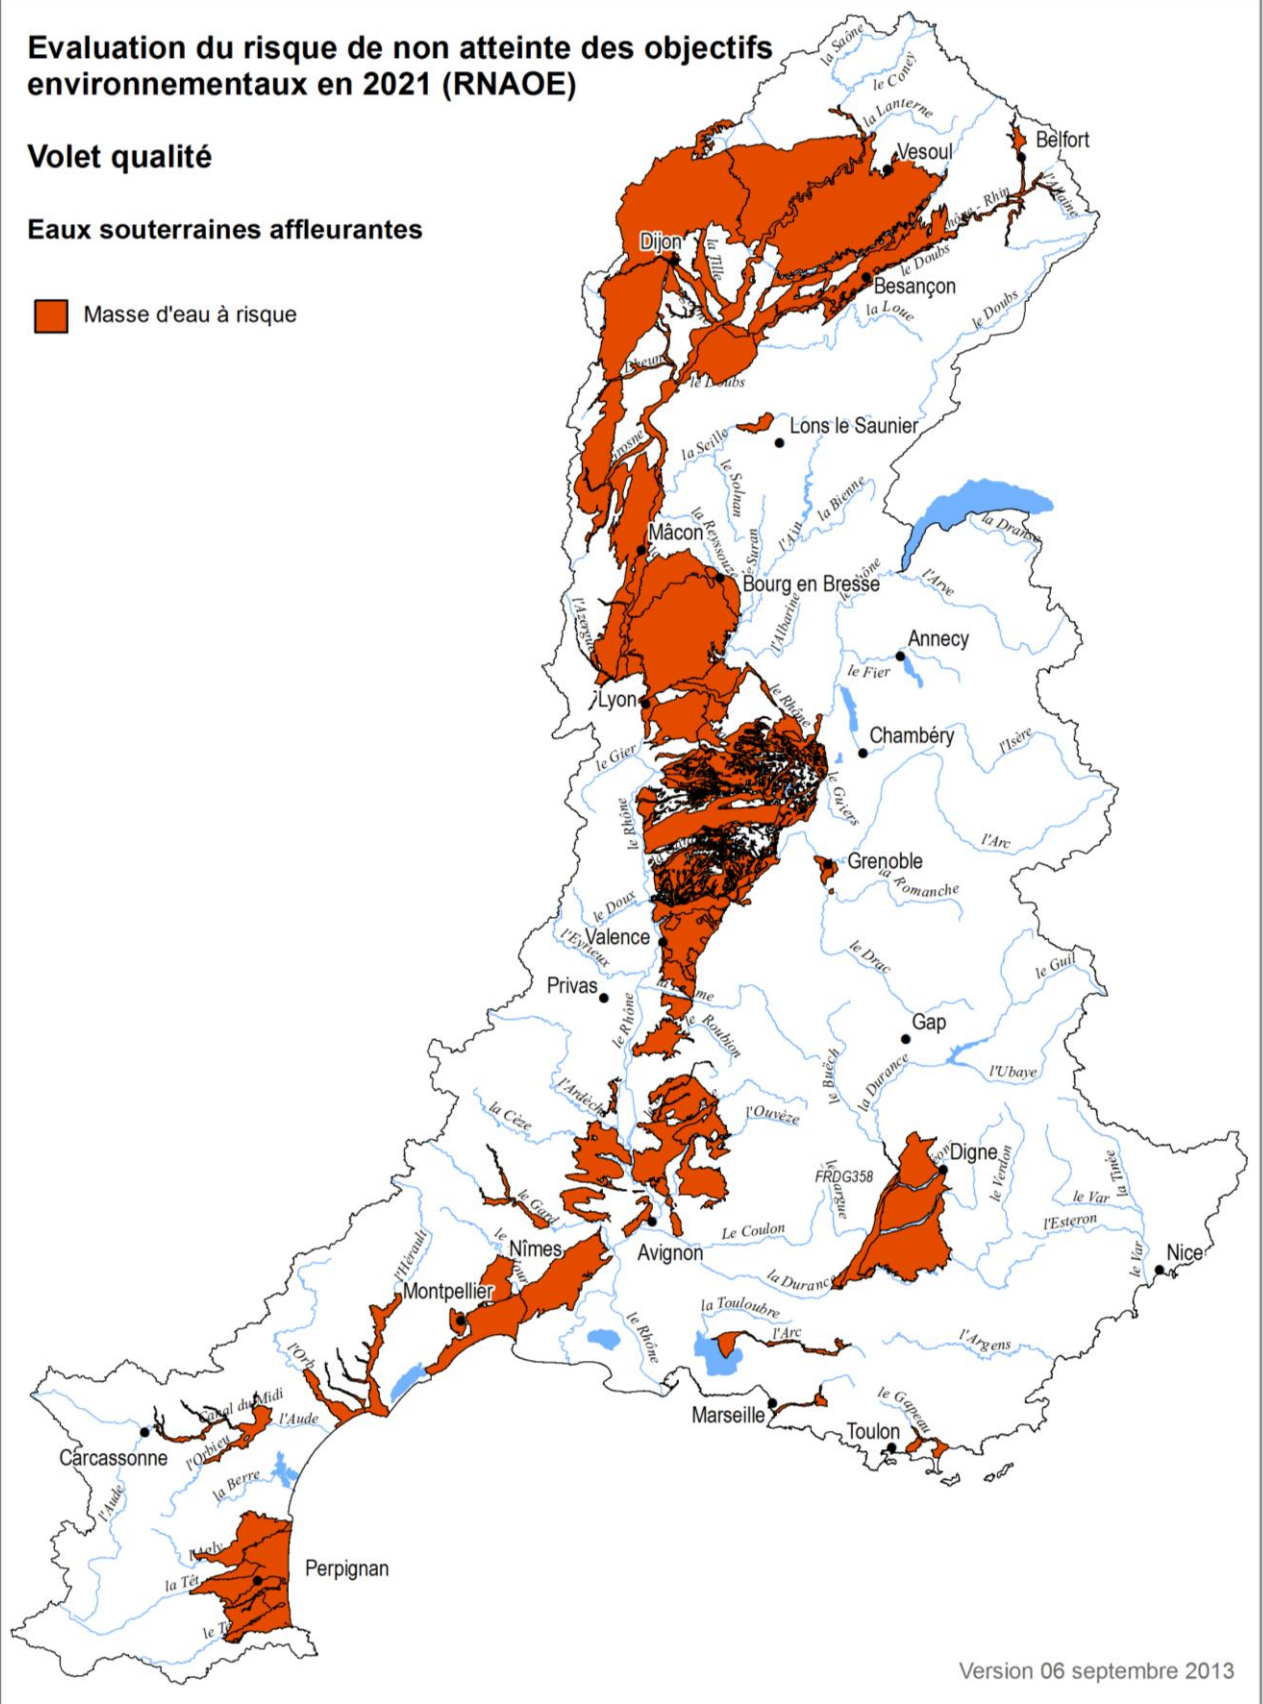 Evaluation du risque de non atteinte des objectifs
environnementaux en 2021 (RNAOE)
Volet qualité
Eaux souterraines affleurantes
Masse d'eau à risque
la Saône
le Coney
la Lanterne
Vesoul
Belfort
Rhin
Dijon
la Tille
le Doubs
Besançon
la Loue
le Doubs
le Doubs
Lons le Saunier
la Seille
le Solnan
la Bienne
l'Ain
la Reyssouze
Suran
Mâcon
la Dranse
Bourg en Bresse
l'Arve
l'Albarine
Annecy
le Fier
Lyon
le Rhône
Chambéry
l'Isère
le Gier
le Guiers
le Rhône
l'Arc
Grenoble
la Romanche
le Doux
Valence
l'Eyrieux
le Drac
le Guil
Privas
le Rhône
le Roubion
Gap
le Buëch
la Durance
l'Ubaye
l'Ardèche
la Cèze
l'Ouvèze
Digne
FRDG358
le Verdon
la Tinée
le Var
l'Esteron
le Gard
Le Coulon
Avignon
Nîmes
l'Hérault
Nice
le Var
la Durance
Montpellier
la Touloubre
le Rhône
l'Arc
l'Argens
l'Orb
Canal du Midi
l'Aude
Marseille
le Gapeau
Toulon
Carcassonne
l'Orbieu
la Berre
l'Aude
Perpignan
la Têt
Version 06 septembre 2013